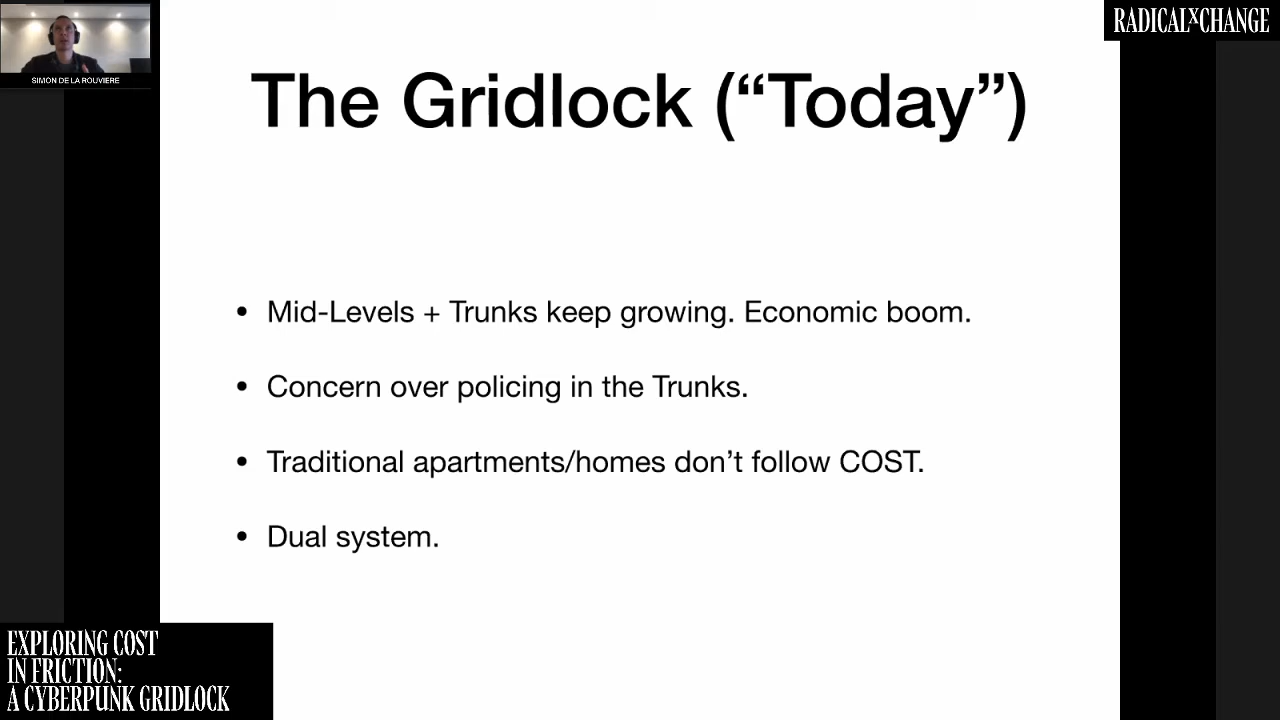 SIMON DE LA ROUVIERE
RADICALXCHANGE
The Gridlock (“Today”)
• Mid-Levels + Trunks keep growing. Economic boom.
• Concern over policing in the Trunks.
• Traditional apartments/homes don’t follow COST.
• Dual system.
EXPLORING COST
IN FRICTION:
A CYBERPUNK GRIDLOCK